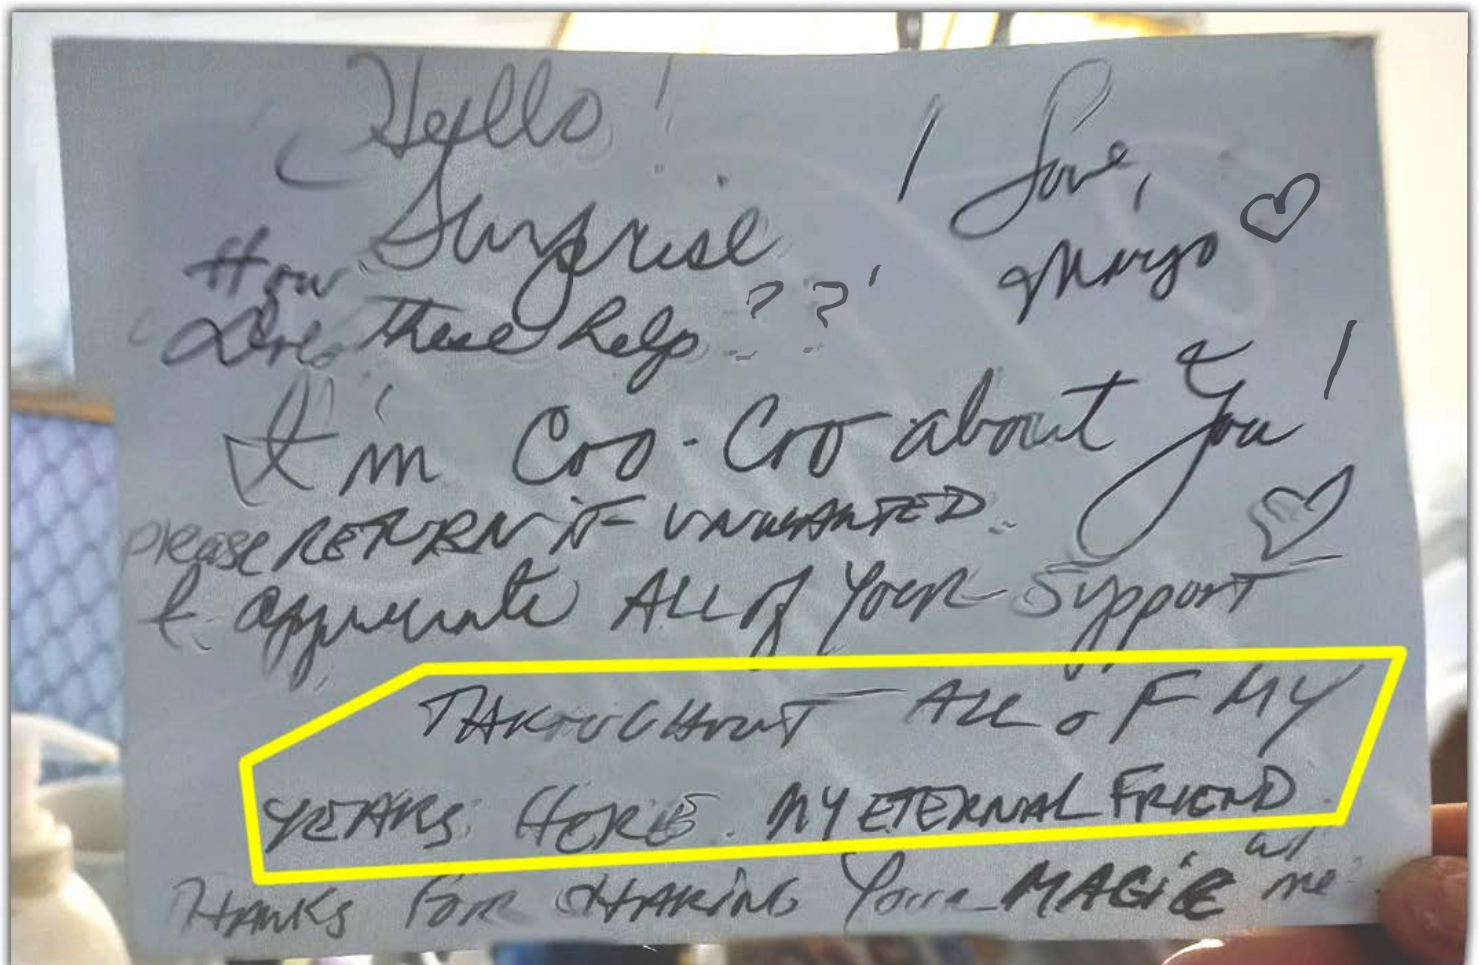 Hello!
Surprise!
How
Are these help??'
Love,
Margo ♡
I'm Coo-Coo about You!
please RETURN iF UNWANTED.
& appreciate ALL of Your Support
THROUGHOUT ALL OF MY
YEARS HERE. MY ETERNAL FRIEND
THANKS FOR SHARING Your MAGIC w/ me